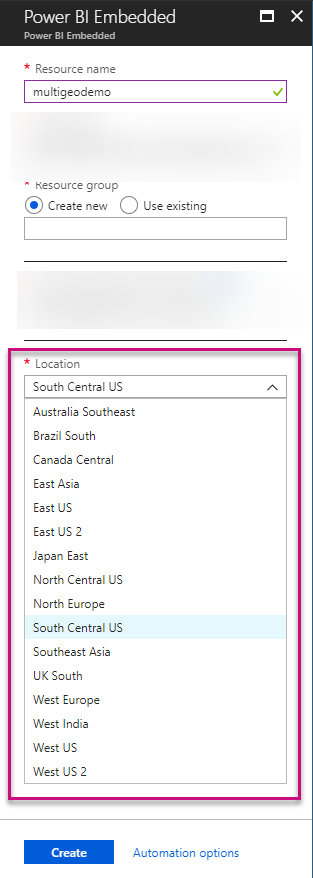 Power BI Embedded
Power BI Embedded
* Resource name
multigeodemo
* Resource group
Create new Use existing
* Location
South Central US
Australia Southeast
Brazil South
Canada Central
East Asia
East US
East US 2
Japan East
North Central US
North Europe
South Central US
Southeast Asia
UK South
West Europe
West India
West US
West US 2
Create Automation options